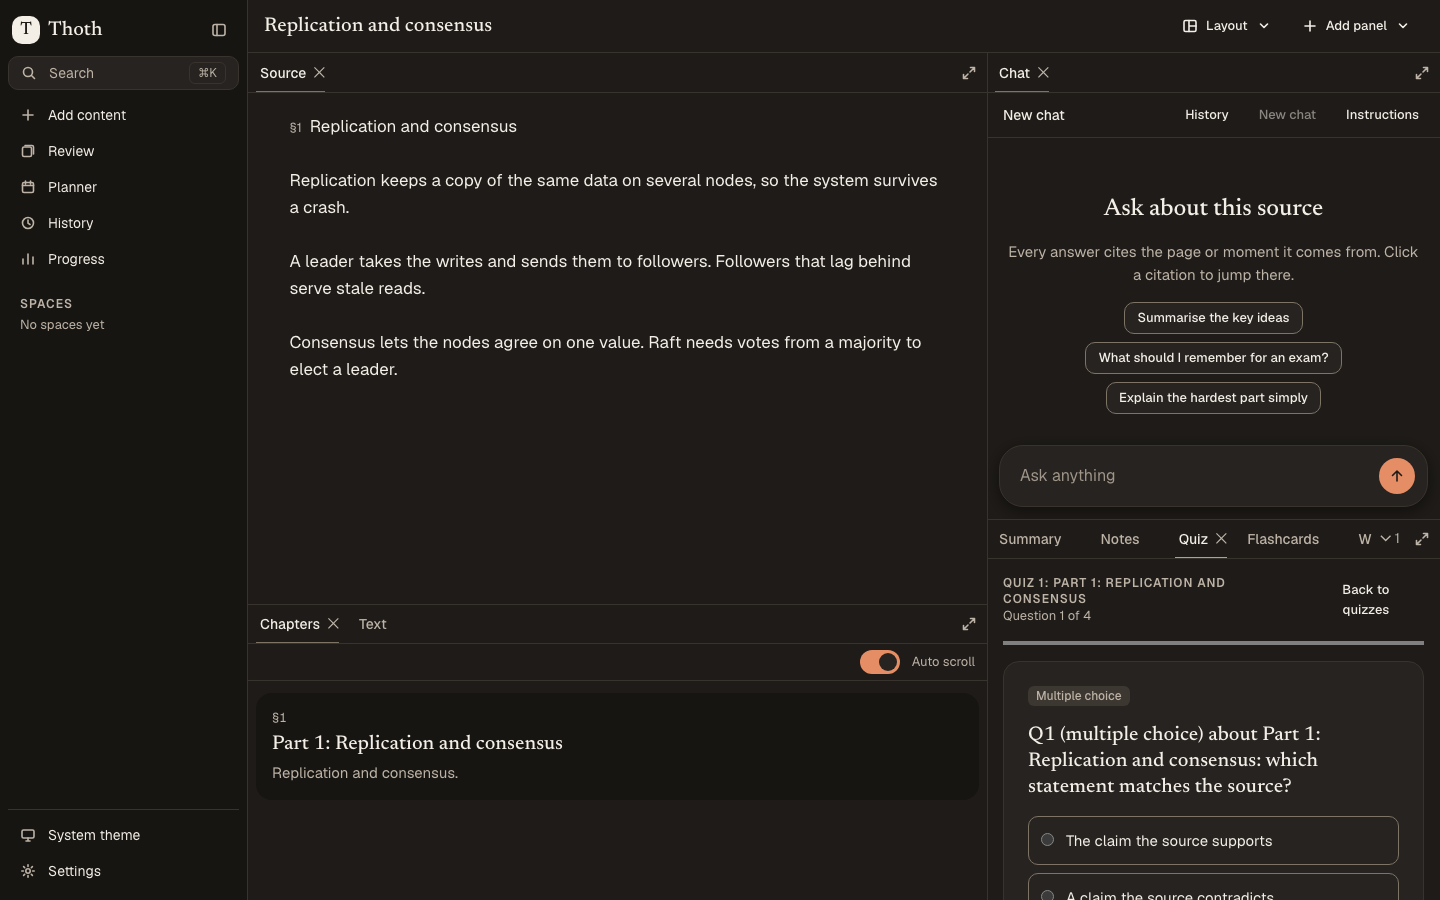 T Thoth
Search ⌘K
Add content
Review
Planner
History
Progress
SPACES
No spaces yet
System theme
Settings
Replication and consensus
Layout
Add panel
Source
§1 Replication and consensus
Replication keeps a copy of the same data on several nodes, so the system survives
a crash.
A leader takes the writes and sends them to followers. Followers that lag behind
serve stale reads.
Consensus lets the nodes agree on one value. Raft needs votes from a majority to
elect a leader.
Chapters Text
Auto scroll
§1
Part 1: Replication and consensus
Replication and consensus.
Chat
New chat History New chat Instructions
Ask about this source
Every answer cites the page or moment it comes from. Click
a citation to jump there.
Summarise the key ideas
What should I remember for an exam?
Explain the hardest part simply
Ask anything
Summary Notes Quiz Flashcards W 1
QUIZ 1: PART 1: REPLICATION AND
CONSENSUS
Question 1 of 4
Back to
quizzes
Multiple choice
Q1 (multiple choice) about Part 1:
Replication and consensus: which
statement matches the source?
The claim the source supports
A claim the source contradicts